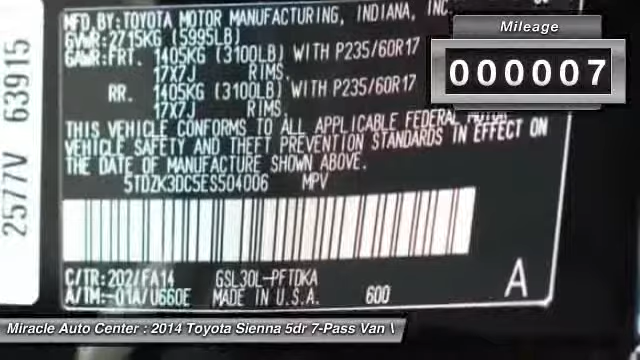 MFD.BY:TOYOTA MOTOR MANUFACTURING, INDIANA, INC.
GVWR:2715KG (5995LB)
GAWR:FRT. 1405KG (3100LB) WITH P235/60R17
17X7J RIMS,
RR. 1405KG (3100LB) WITH P235/60R17
17X7J RIMS,
THIS VEHICLE CONFORMS TO ALL APPLICABLE FEDERAL MOTOR
VEHICLE SAFETY AND THEFT PREVENTION STANDARDS IN EFFECT ON
THE DATE OF MANUFACTURE SHOWN ABOVE.
5TDZK3DC5ES504006 MPV
C/TR:202/FA14 GSL30L-PFTDKA
A/TM:-01A/U660E MADE IN U.S.A. 600
A
2577V 63915
Mileage
000007
Miracle Auto Center : 2014 Toyota Sienna 5dr 7-Pass Van \